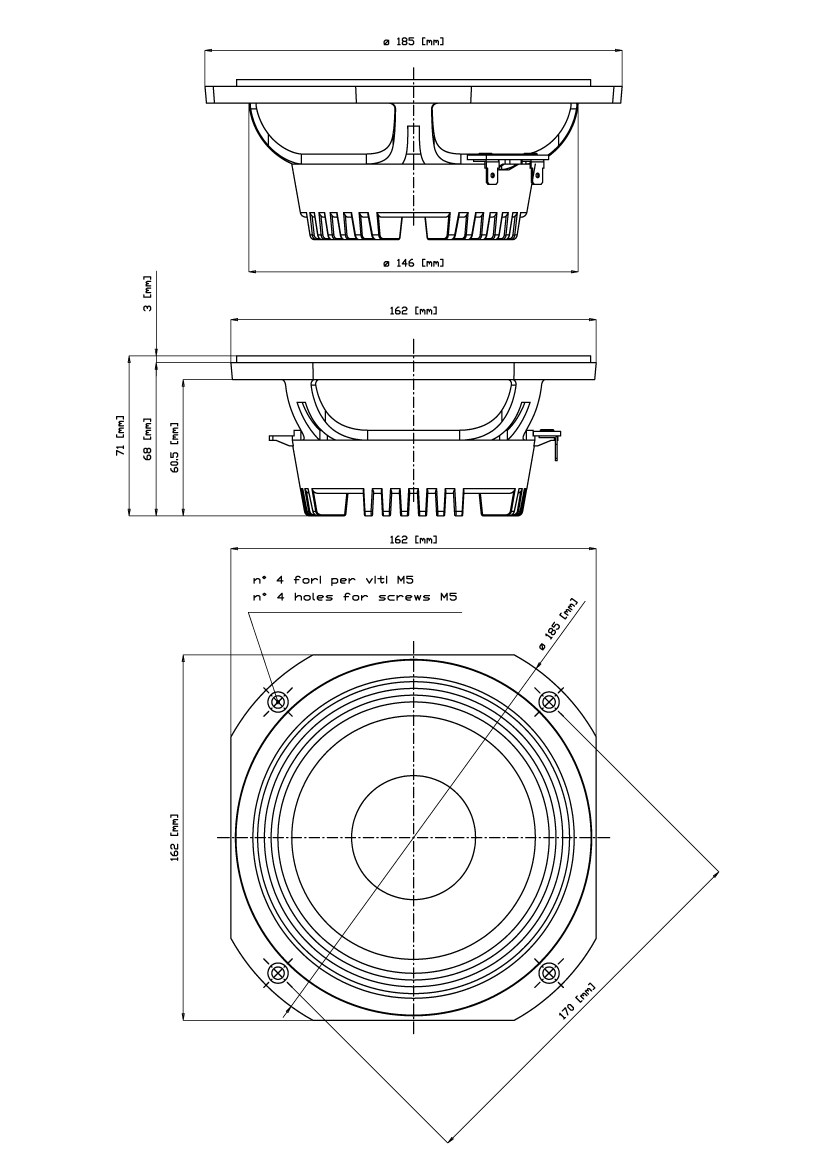 ø 185 [mm]
ø 146 [mm]
3 [mm]
162 [mm]
71 [mm]
68 [mm]
60.5 [mm]
162 [mm]
n° 4 fori per viti M5
n° 4 holes for screws M5
ø 185 [mm]
162 [mm]
170 [mm]